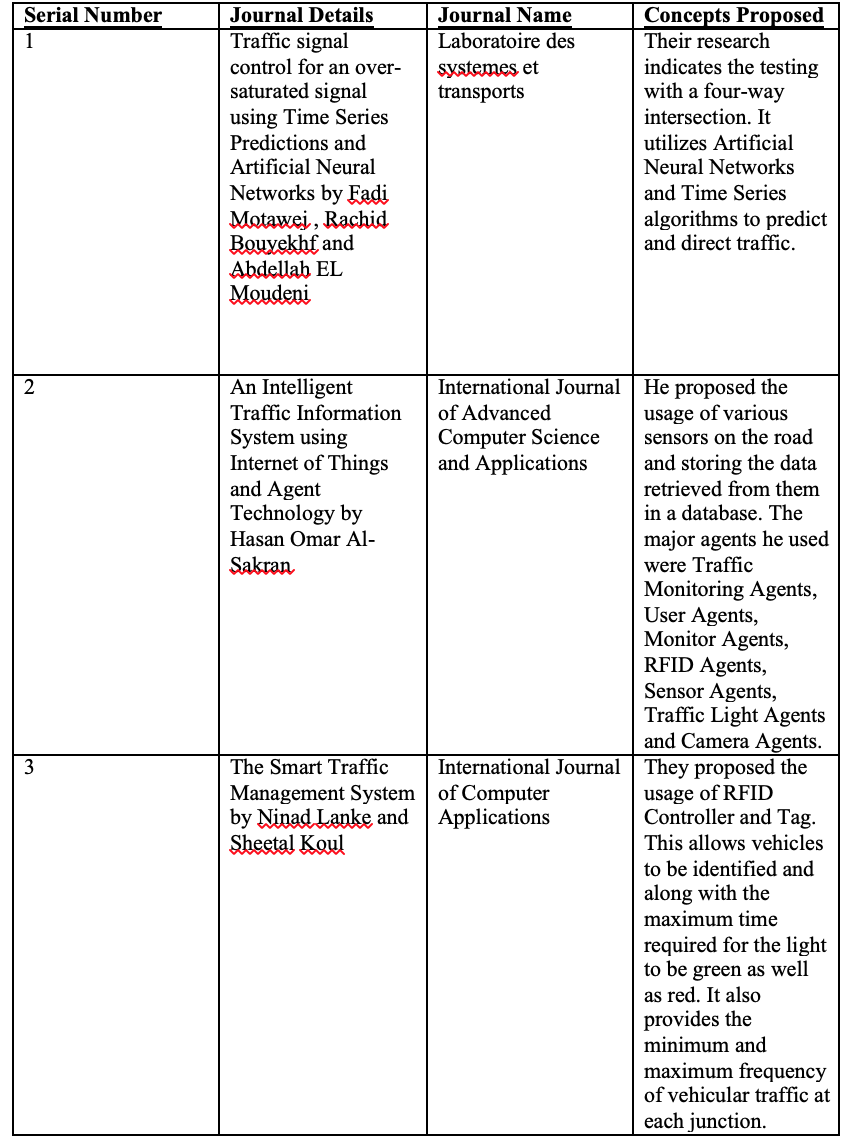 Serial Number
Journal Details
Journal Name
Concepts Proposed
1
Traffic signal
control for an over-
saturated signal
using Time Series
Predictions and
Artificial Neural
Networks by Fadi
Motawej , Rachid
Bouyekhf and
Abdellah EL
Moudeni
Laboratoire des
systemes et
transports
Their research
indicates the testing
with a four-way
intersection. It
utilizes Artificial
Neural Networks
and Time Series
algorithms to predict
and direct traffic.
2
An Intelligent
Traffic Information
System using
Internet of Things
and Agent
Technology by
Hasan Omar Al-
Sakran
International Journal
of Advanced
Computer Science
and Applications
He proposed the
usage of various
sensors on the road
and storing the data
retrieved from them
in a database. The
major agents he used
were Traffic
Monitoring Agents,
User Agents,
Monitor Agents,
RFID Agents,
Sensor Agents,
Traffic Light Agents
and Camera Agents.
3
The Smart Traffic
Management System
by Ninad Lanke and
Sheetal Koul
International Journal
of Computer
Applications
They proposed the
usage of RFID
Controller and Tag.
This allows vehicles
to be identified and
along with the
maximum time
required for the light
to be green as well
as red. It also
provides the
minimum and
maximum frequency
of vehicular traffic at
each junction.